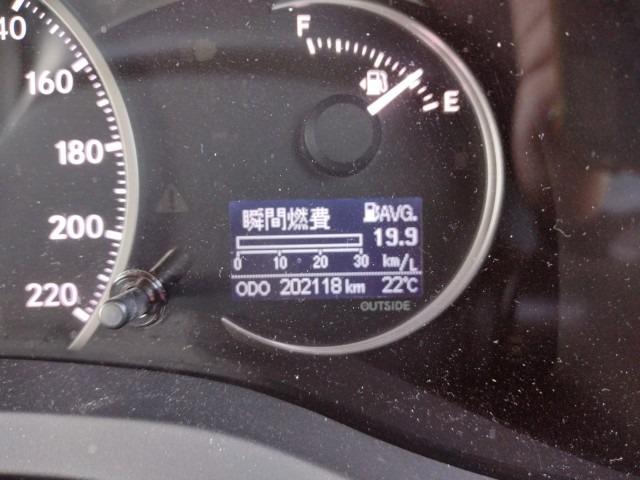 40
160
180
200
220
F
E
瞬間燃費 AVG.
19.9
0 10 20 30 km/L
ODO 202118 km 22℃
OUTSIDE